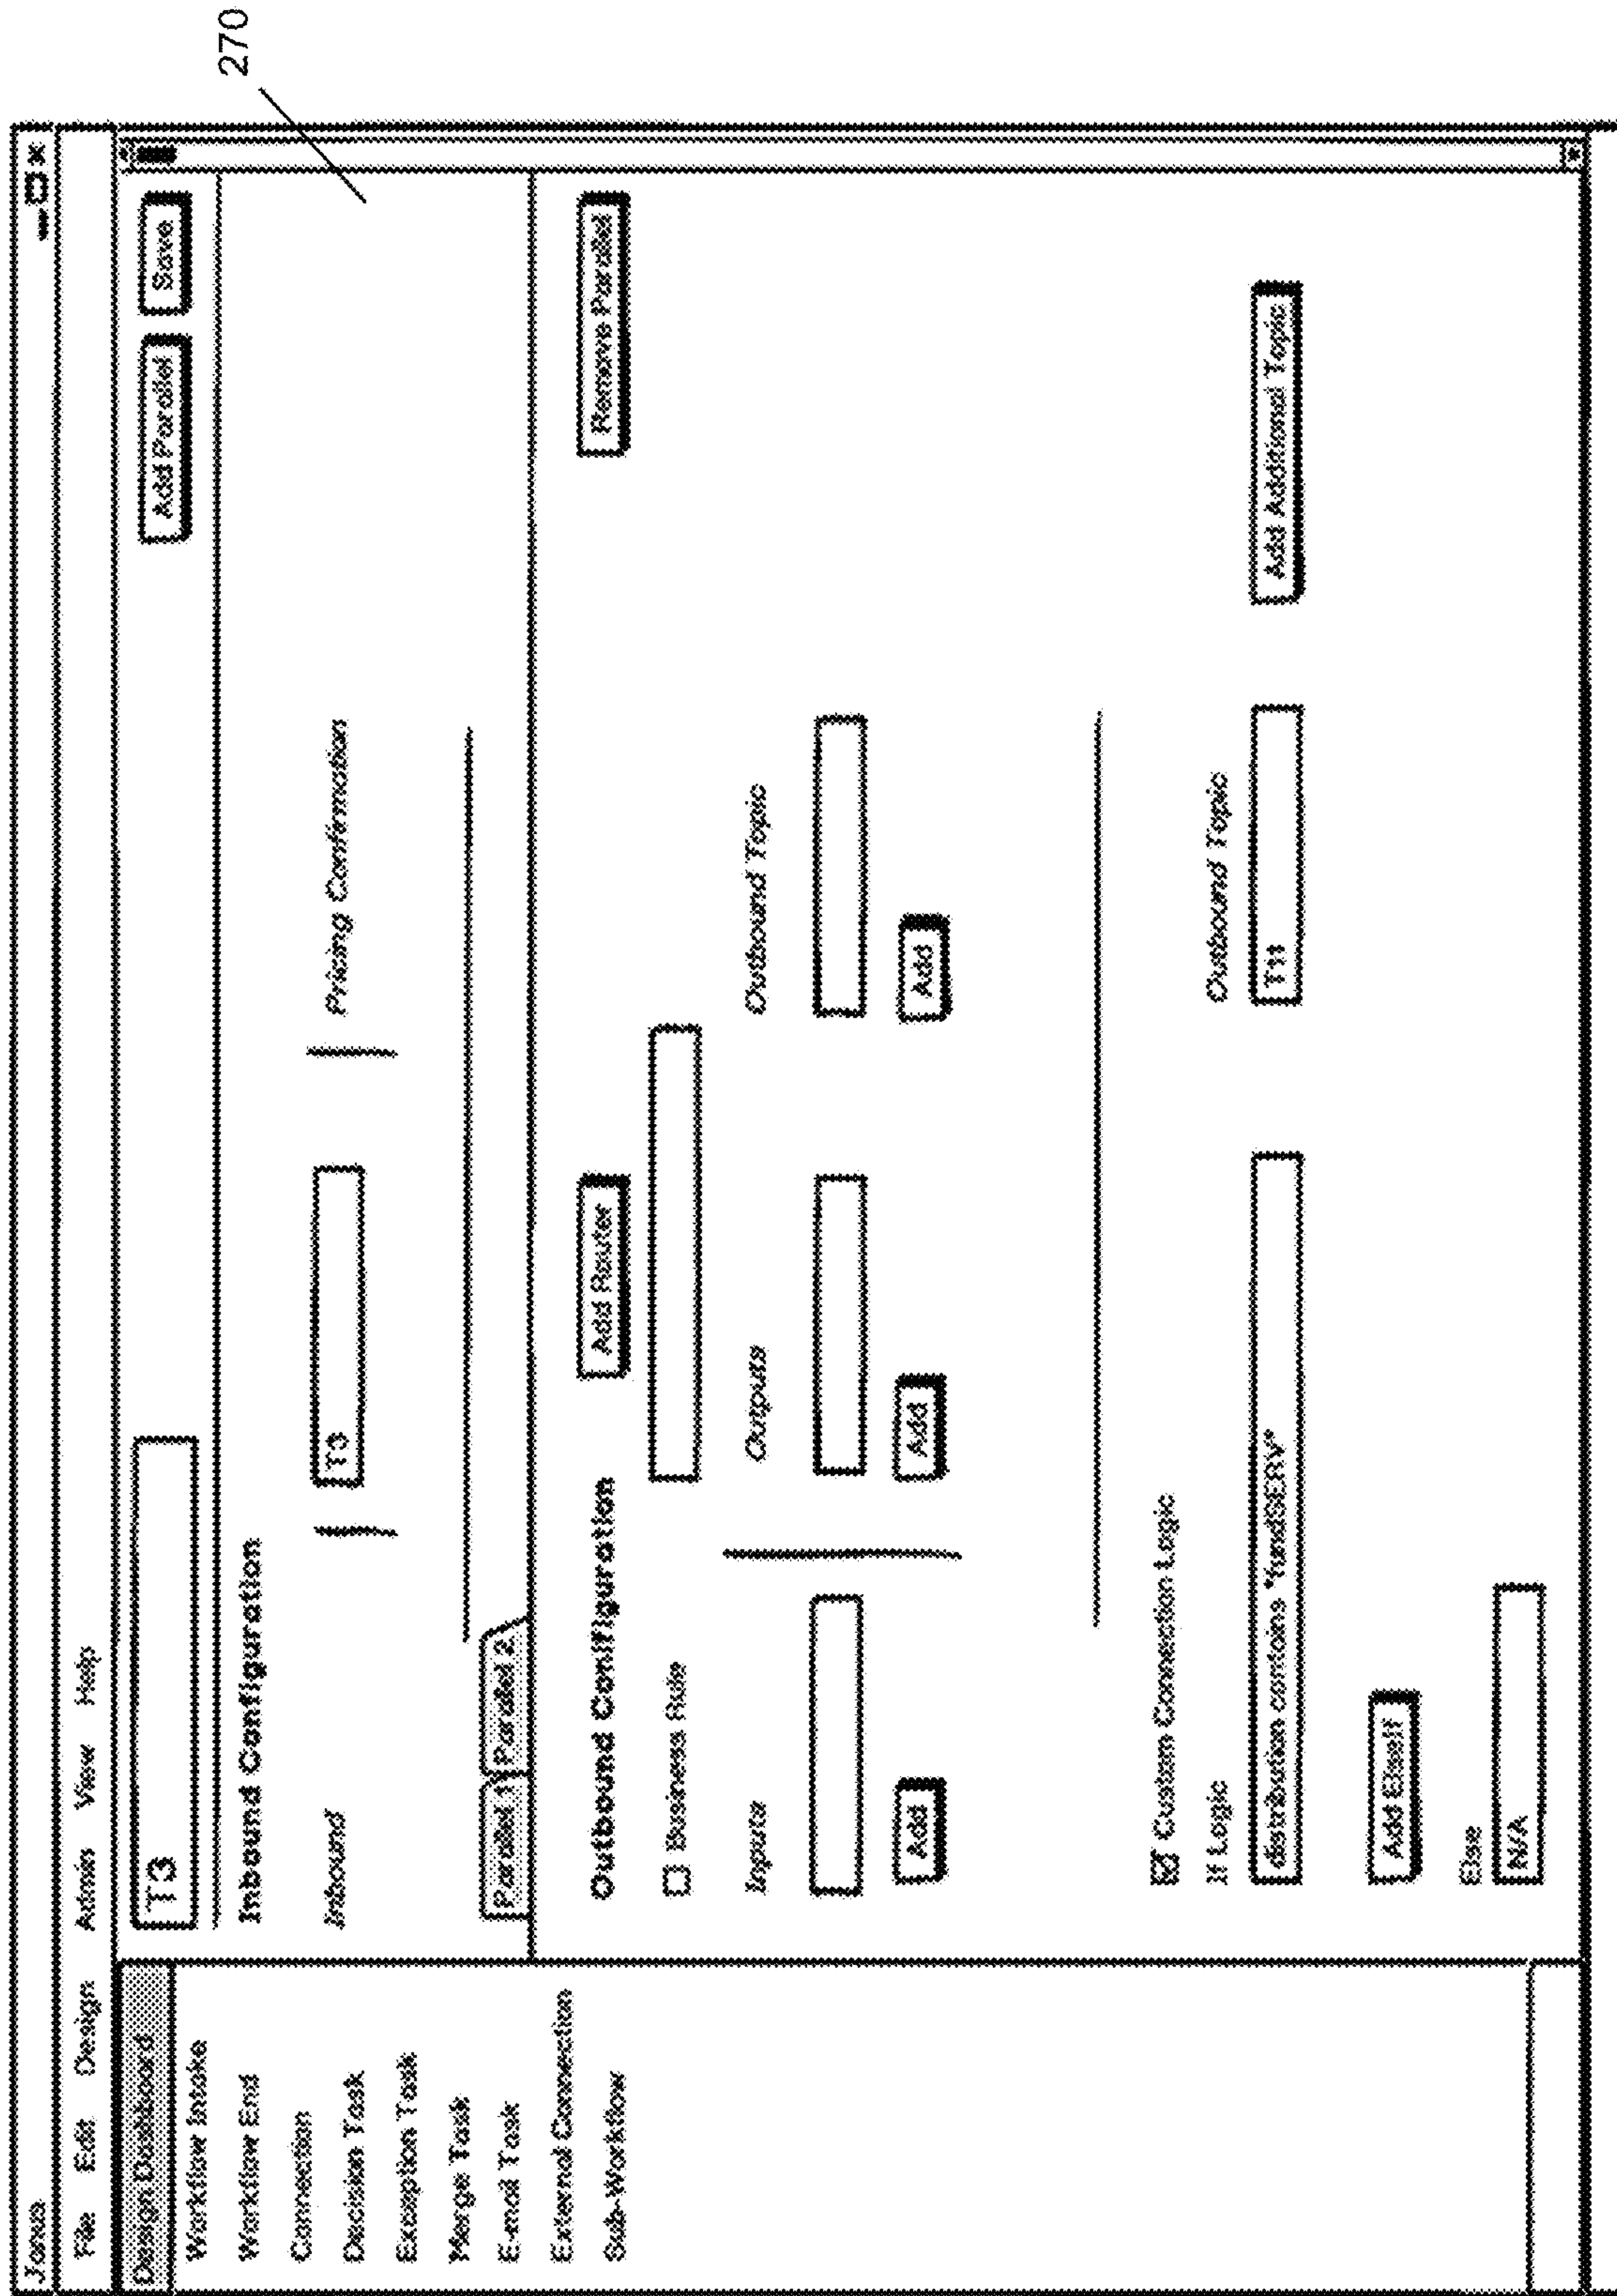 270
Janus
File Edit Design Admin View Help
Design Dashboard
Workflow Intake
Workflow End
Connection
Decision Task
Exception Task
Merge Task
E-mail Task
External Connection
Sub-Workflow
T3
Add Parallel
Save
Inbound Configuration
Inbound
T3
Pricing Confirmation
Parallel 1
Parallel 2
Outbound Configuration
Add Router
Remove Parallel
Business Rule
Inputs
Outputs
Outbound Topic
Add
Add
Add
Custom Connection Logic
If Logic
Outbound Topic
distribution contains "fundSERV"
T11
Add Additional Topic
Add ElseIf
Else
N/A